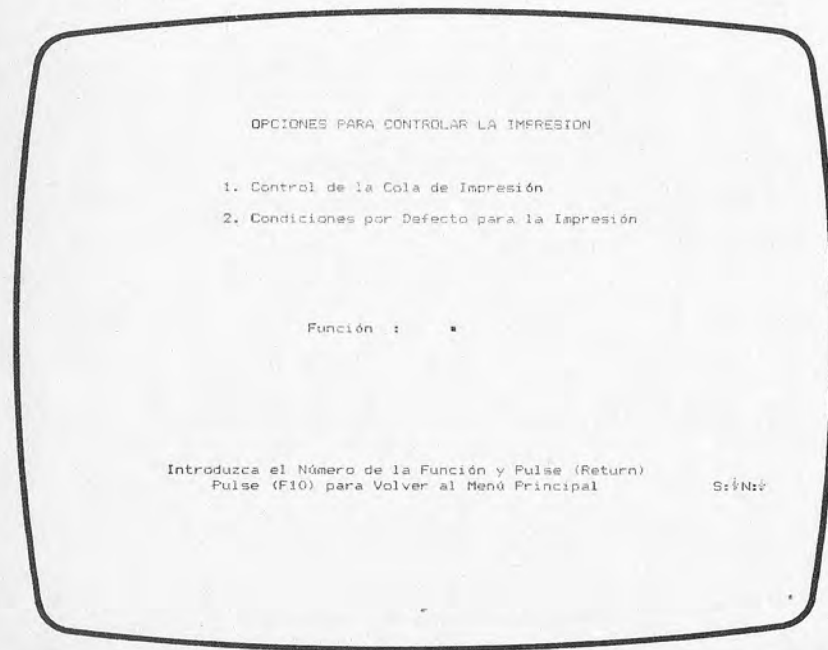 OPCIONES PARA CONTROLAR LA IMPRESION
1. Control de la Cola de Impresión
2. Condiciones por Defecto para la Impresión
Función :
Introduzca el Número de la Función y Pulse (Return)
Pulse (F10) para Volver al Menú Principal
S: N: